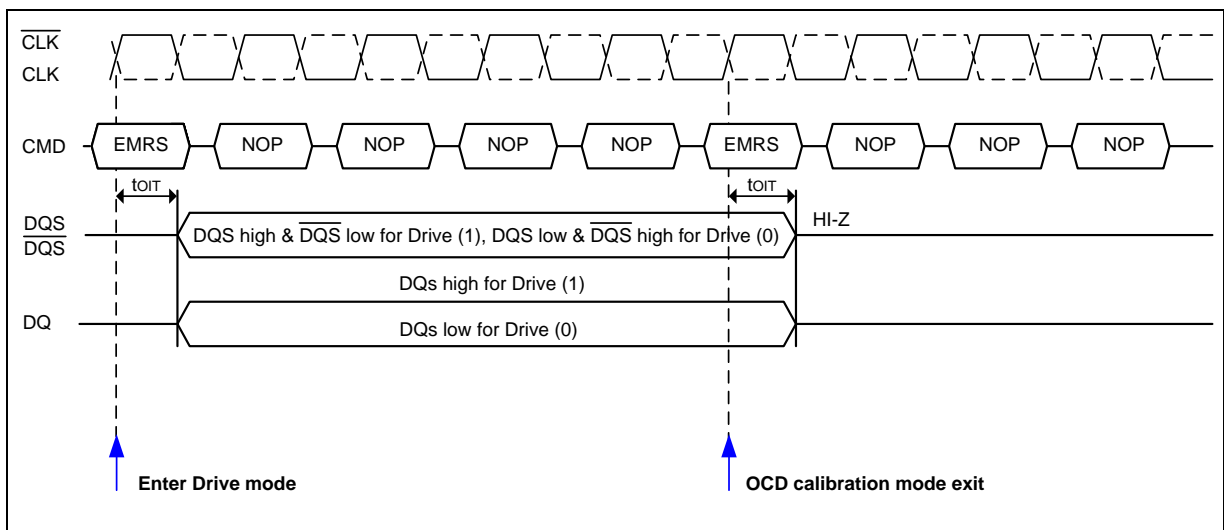 CLK
CLK
CMD EMRS NOP NOP NOP NOP EMRS NOP NOP NOP
tOIT tOIT
DQS
DQS
DQS high & DQS low for Drive (1), DQS low & DQS high for Drive (0)
HI-Z
DQs high for Drive (1)
DQ
DQs low for Drive (0)
Enter Drive mode
OCD calibration mode exit